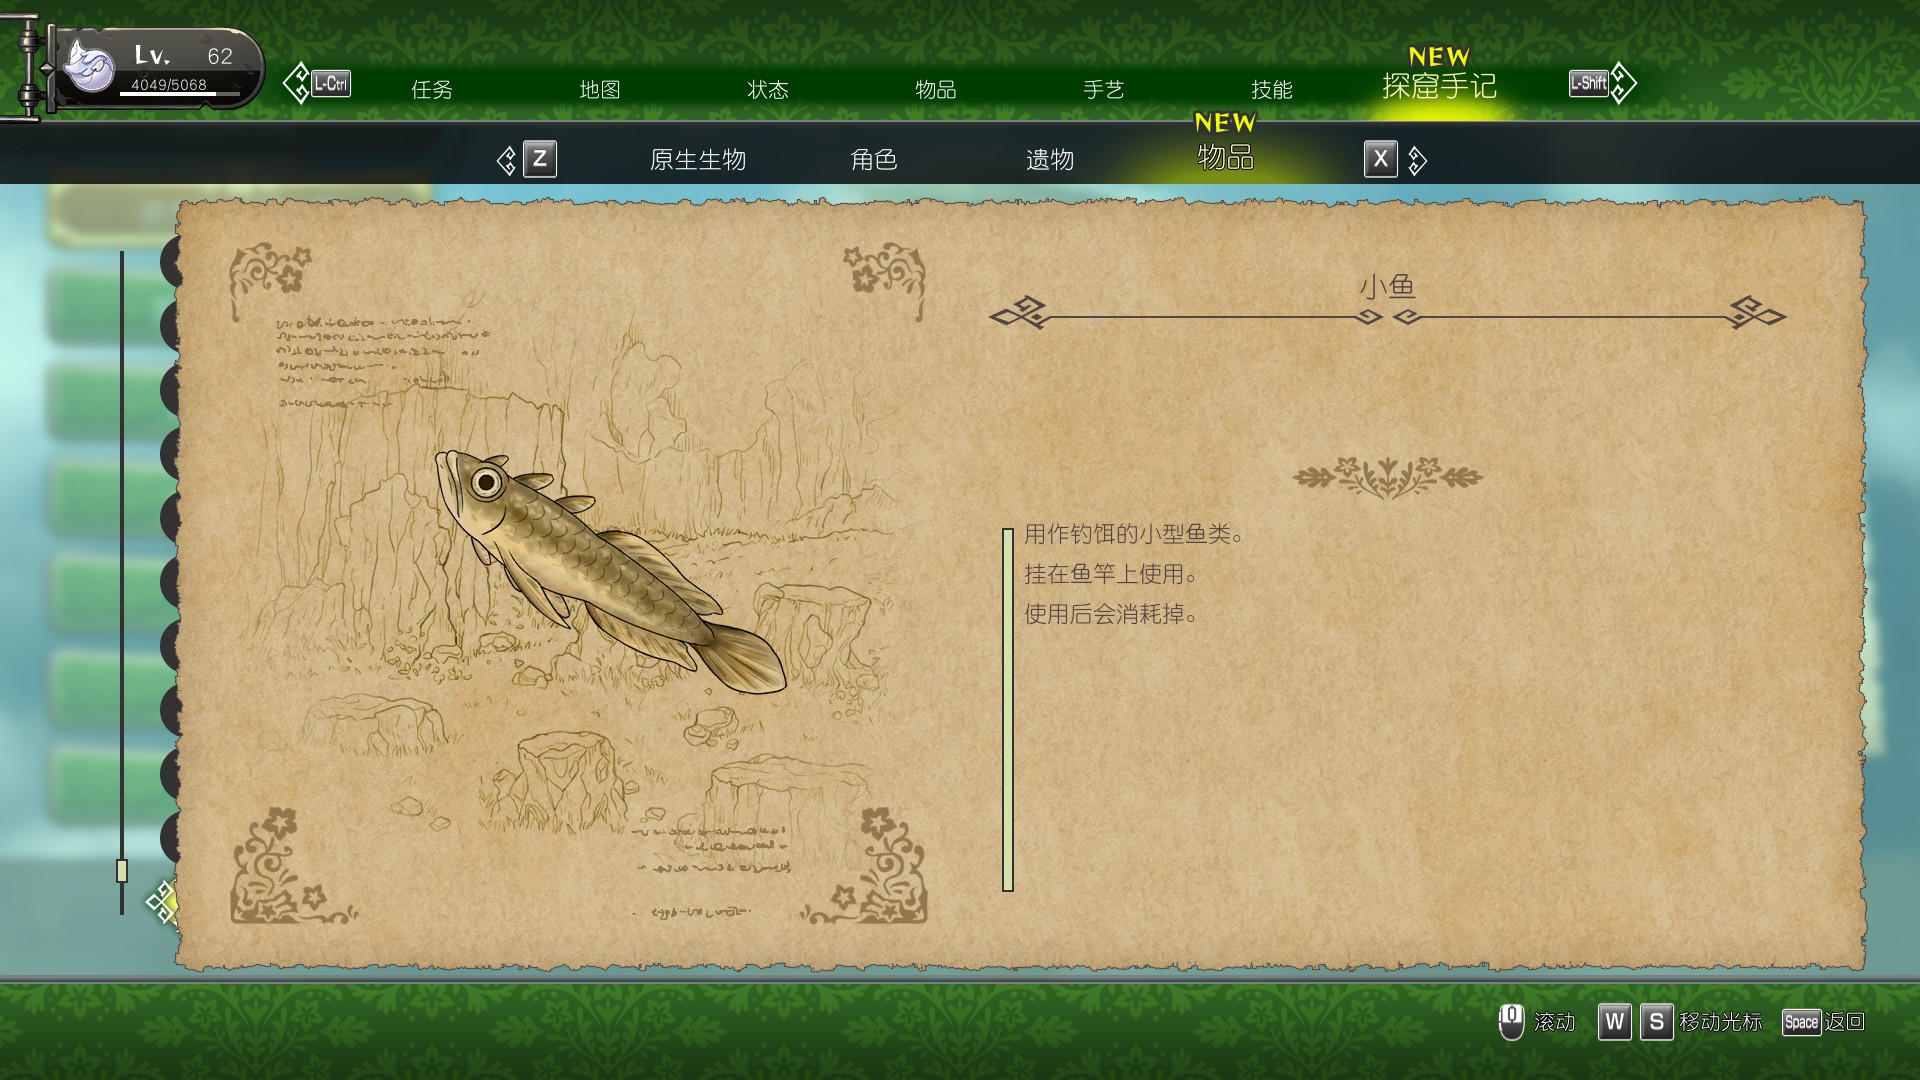 Lv. 62
4049/5068
L-Ctrl
任务
地图
状态
物品
手艺
技能
NEW
探窟手记
L-Shift
Z
原生生物
角色
遗物
NEW
物品
X
小鱼
用作钓饵的小型鱼类。
挂在鱼竿上使用。
使用后会消耗掉。
滚动
W S 移动光标
Space 返回